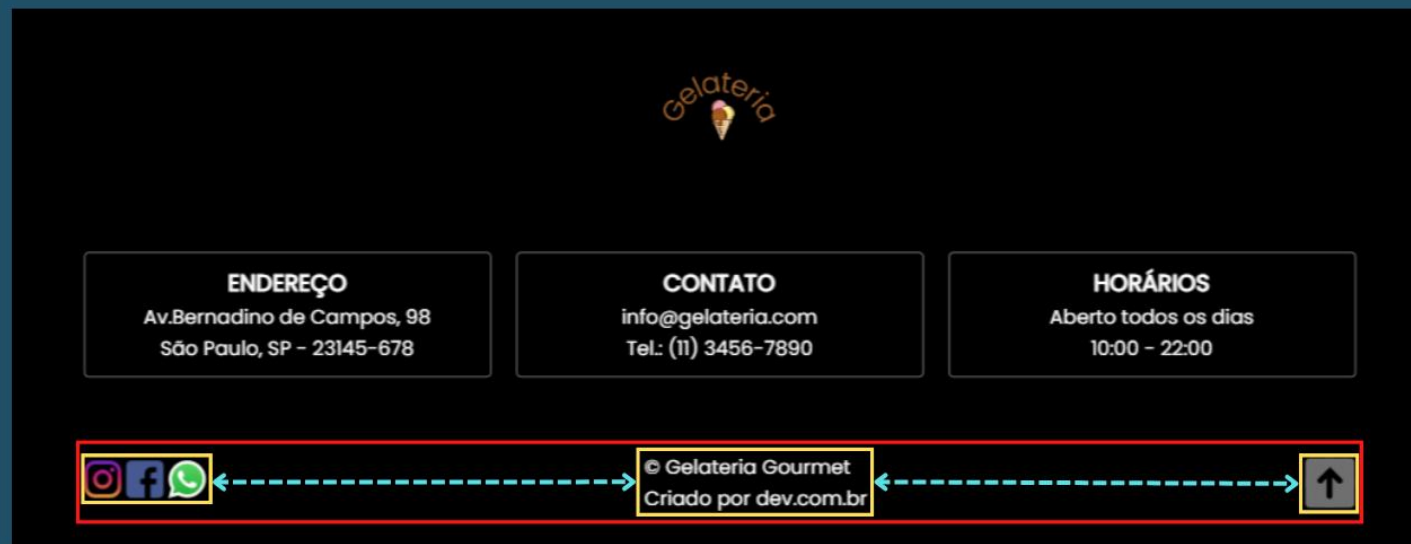 Gelateria
ENDEREÇO
Av.Bernadino de Campos, 98
São Paulo, SP - 23145-678
CONTATO
info@gelateria.com
Tel.: (11) 3456-7890
HORÁRIOS
Aberto todos os dias
10:00 - 22:00
© Gelateria Gourmet
Criado por dev.com.br